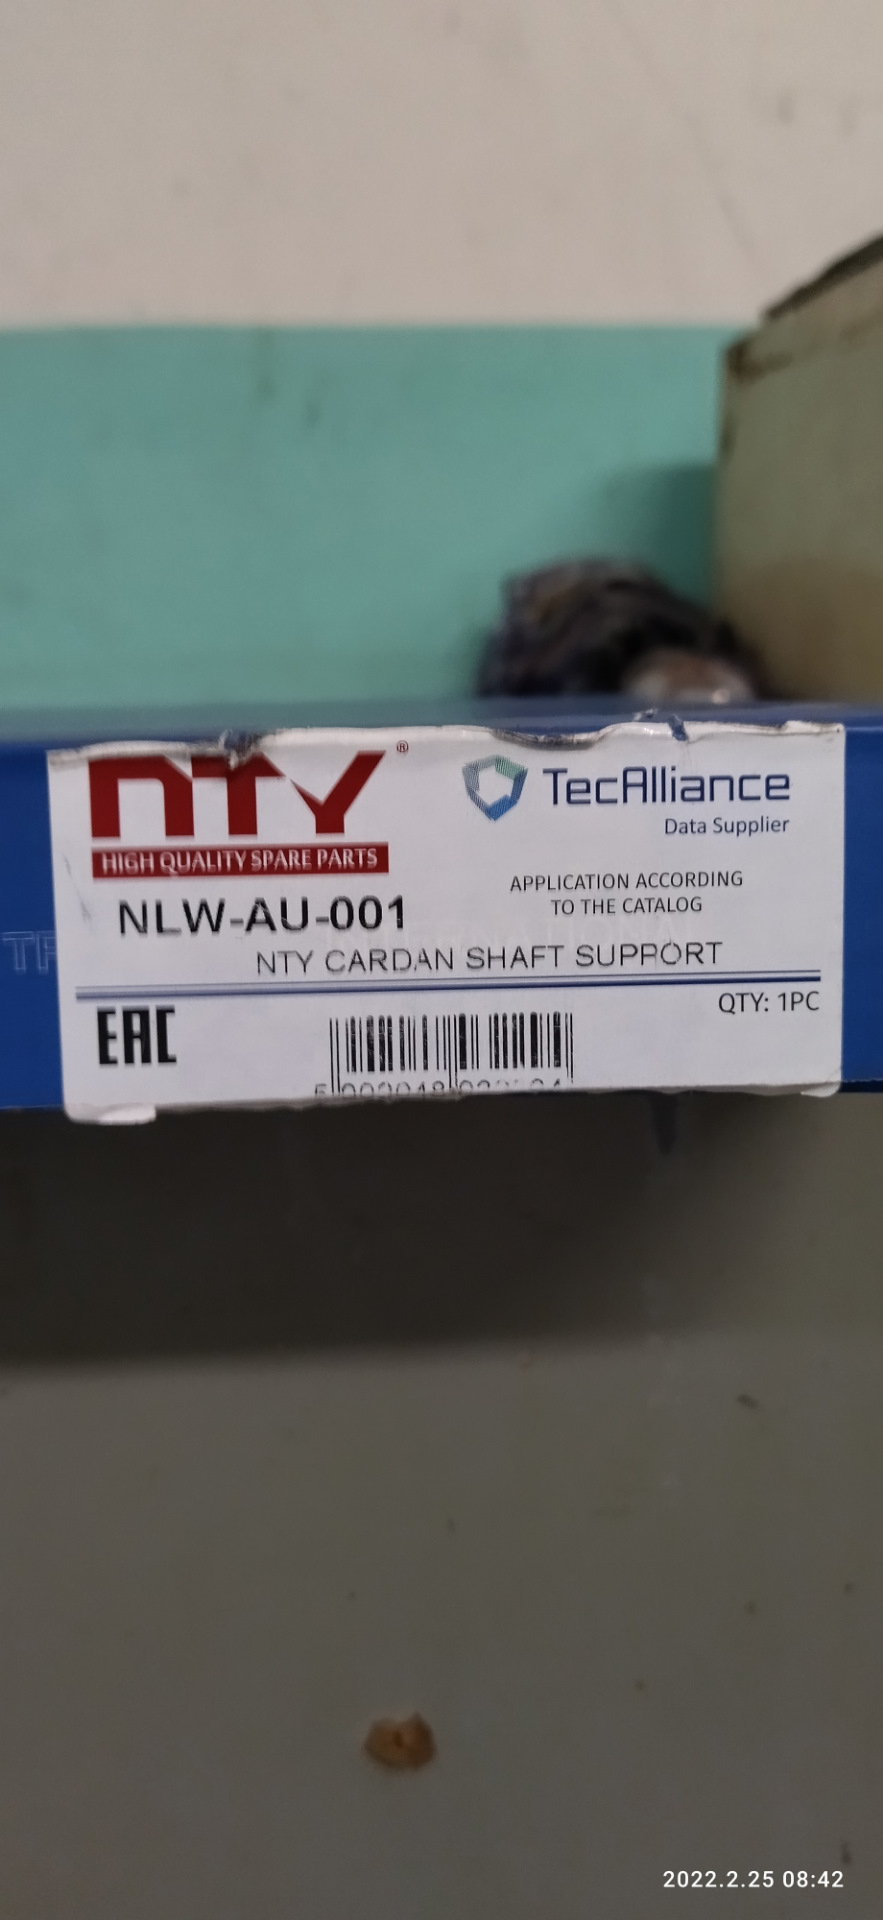 NTY®
HIGH QUALITY SPARE PARTS
TecAlliance
Data Supplier
APPLICATION ACCORDING
TO THE CATALOG
NLW-AU-001
NTY CARDAN SHAFT SUPPORT
QTY: 1PC
EAC
2022.2.25 08:42